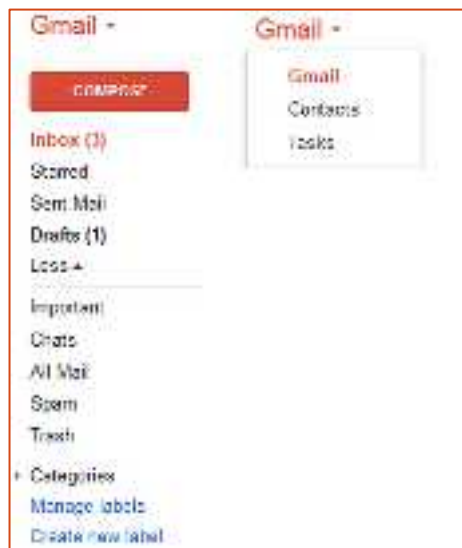 Gmail
COMPOSE
Inbox (3)
Starred
Sent Mail
Drafts (1)
Less
Important
Chats
All Mail
Spam
Trash
Categories
Manage labels
Create new label
Gmail
Gmail
Contacts
Tasks